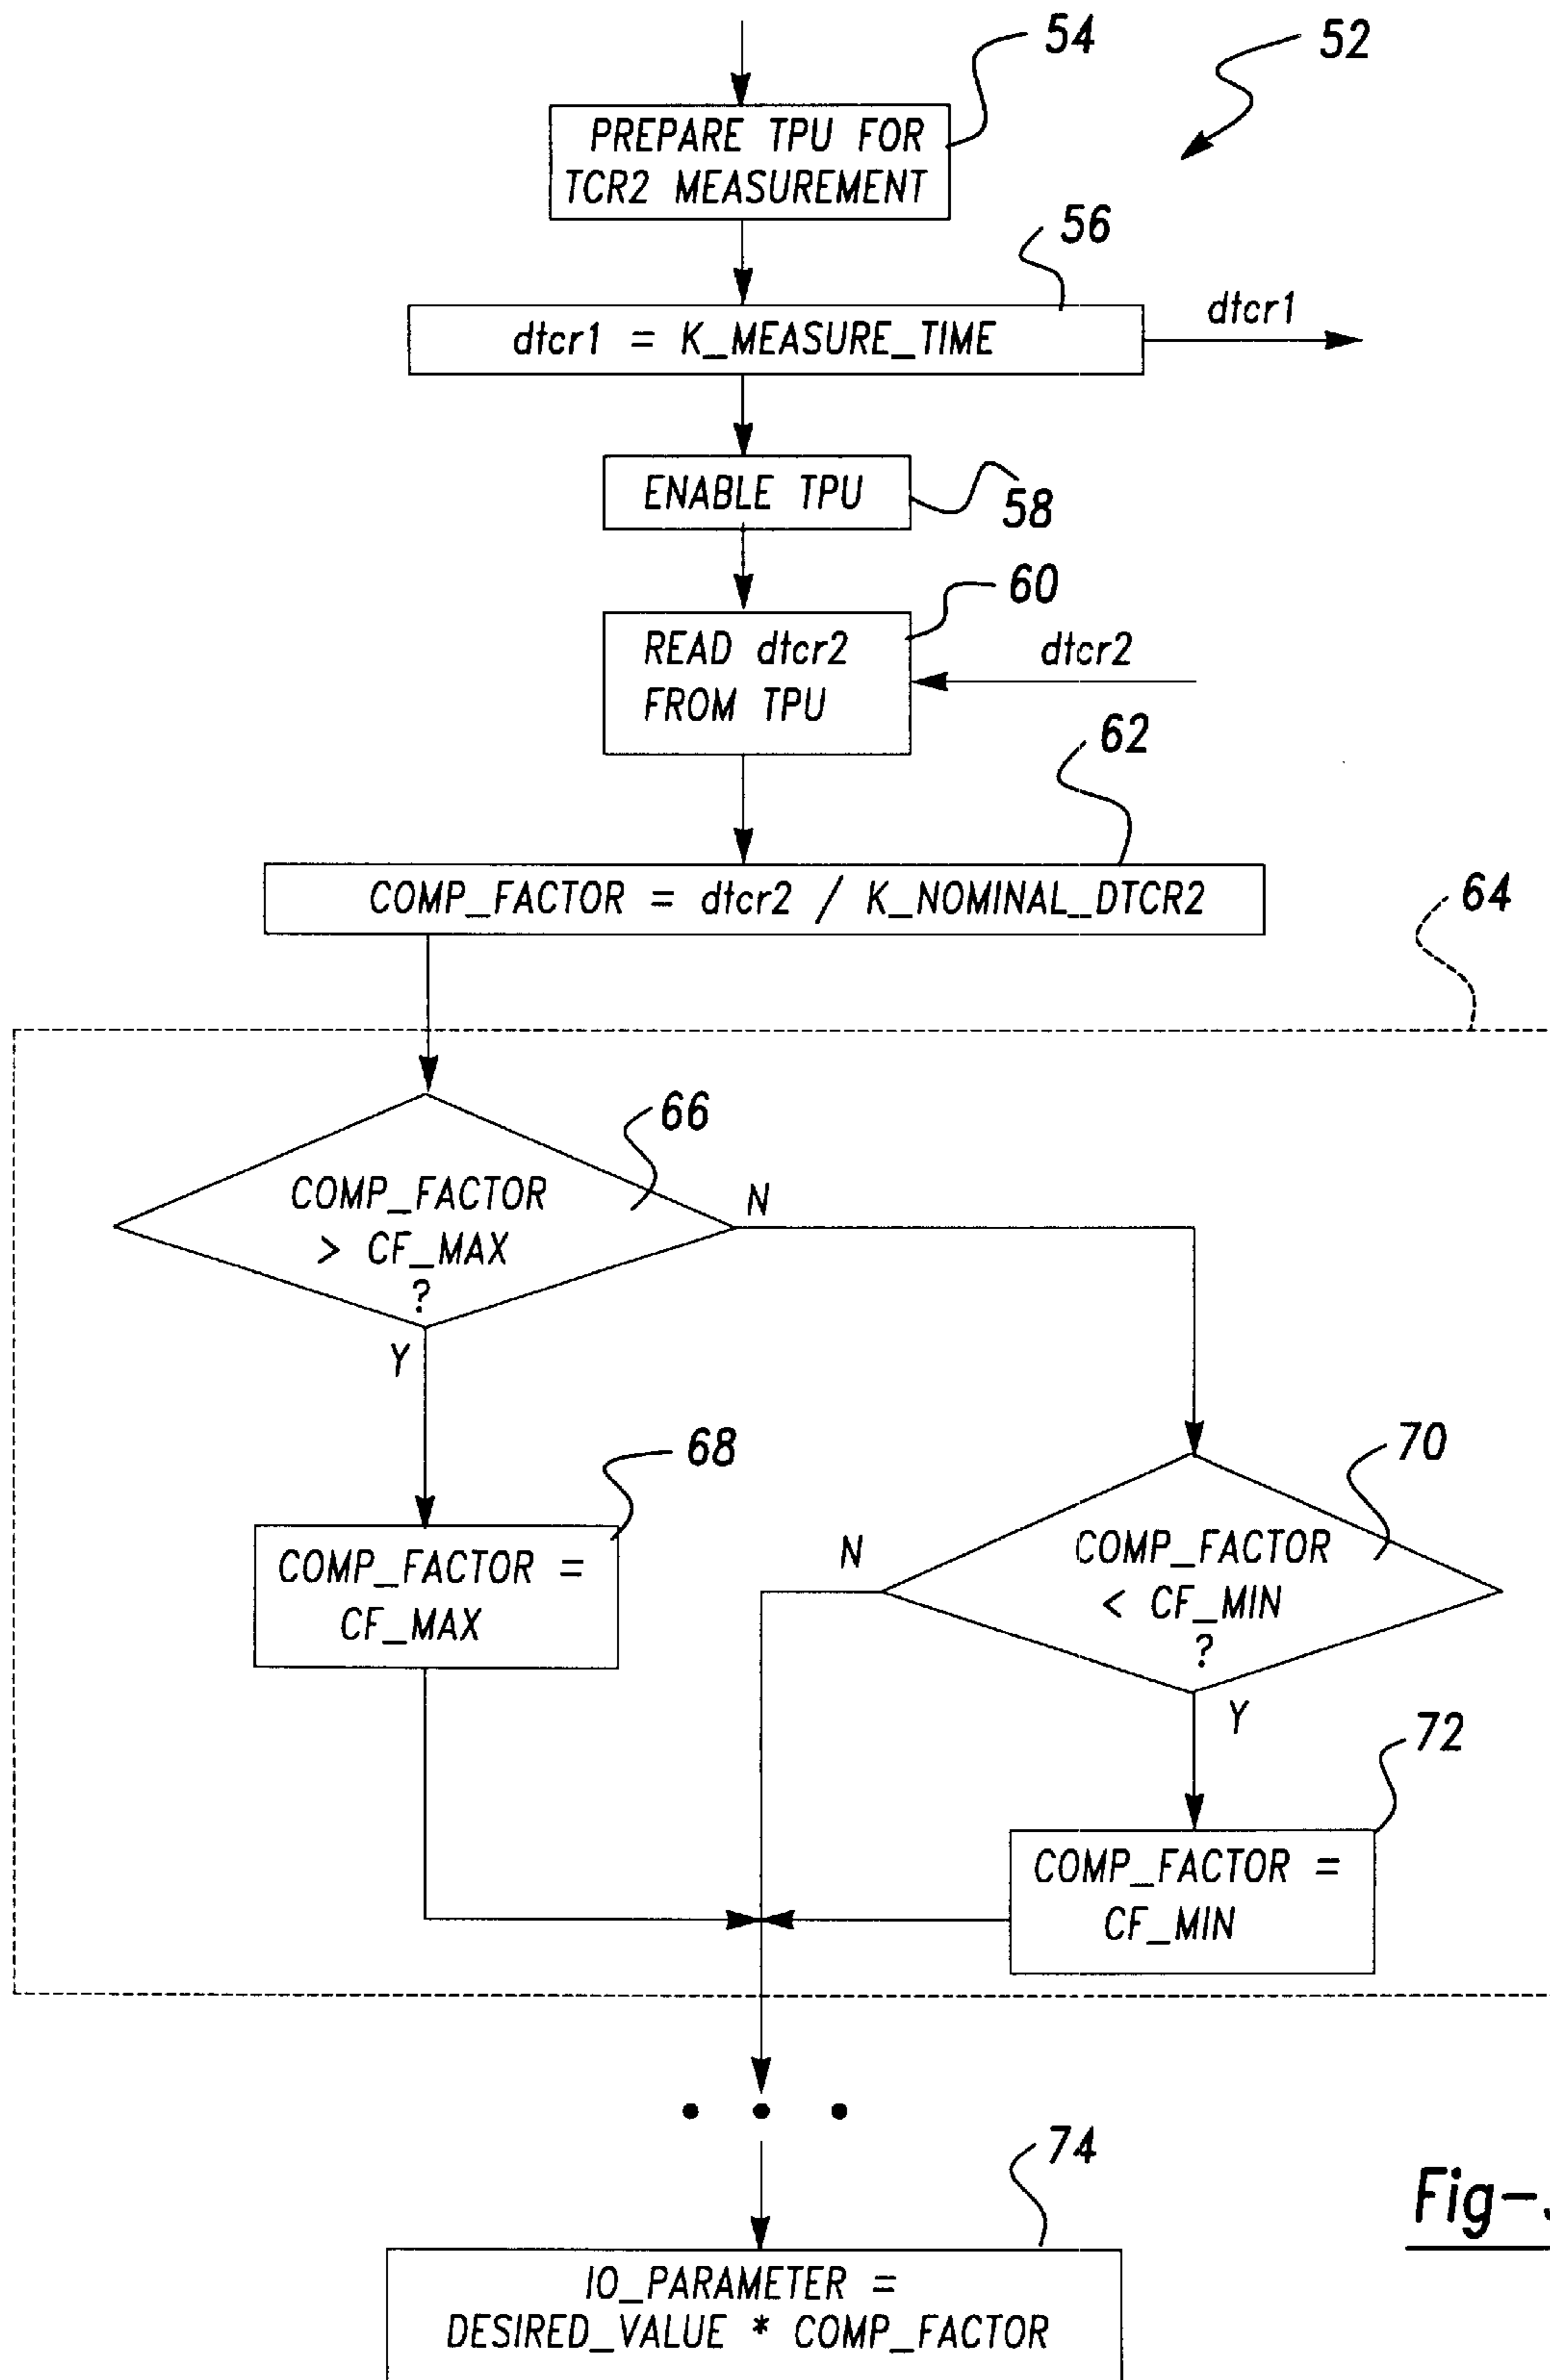 54
52
PREPARE TPU FOR
TCR2 MEASUREMENT
56
dtcr1 = K_MEASURE_TIME
dtcr1
ENABLE TPU
58
60
READ dtcr2
FROM TPU
dtcr2
62
COMP_FACTOR = dtcr2 / K_NOMINAL_DTCR2
64
66
COMP_FACTOR
> CF_MAX
?
N
Y
68
COMP_FACTOR =
CF_MAX
70
N
COMP_FACTOR
< CF_MIN
?
Y
72
COMP_FACTOR =
CF_MIN
74
Fig-
IO_PARAMETER =
DESIRED_VALUE * COMP_FACTOR